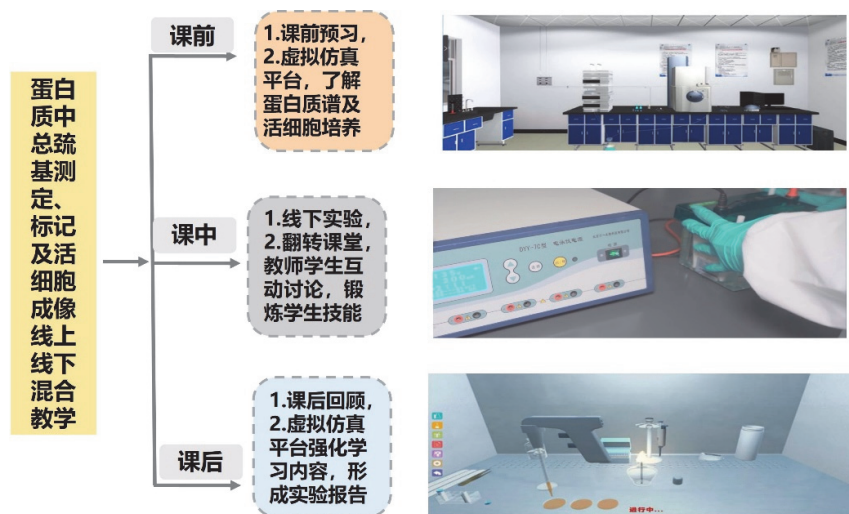 蛋白
质中
总巯
基测
定、
标记
及活
细胞
成像
线上
线下
混合
教学
课前
1.课前预习，
2.虚拟仿真
平台，了解
蛋白质谱及
活细胞培养
课中
1.线下实验，
2.翻转课堂，
教师学生互
动讨论，锻
炼学生技能
课后
1.课后回顾，
2.虚拟仿真
平台强化学
习内容，形
成实验报告
运行中...